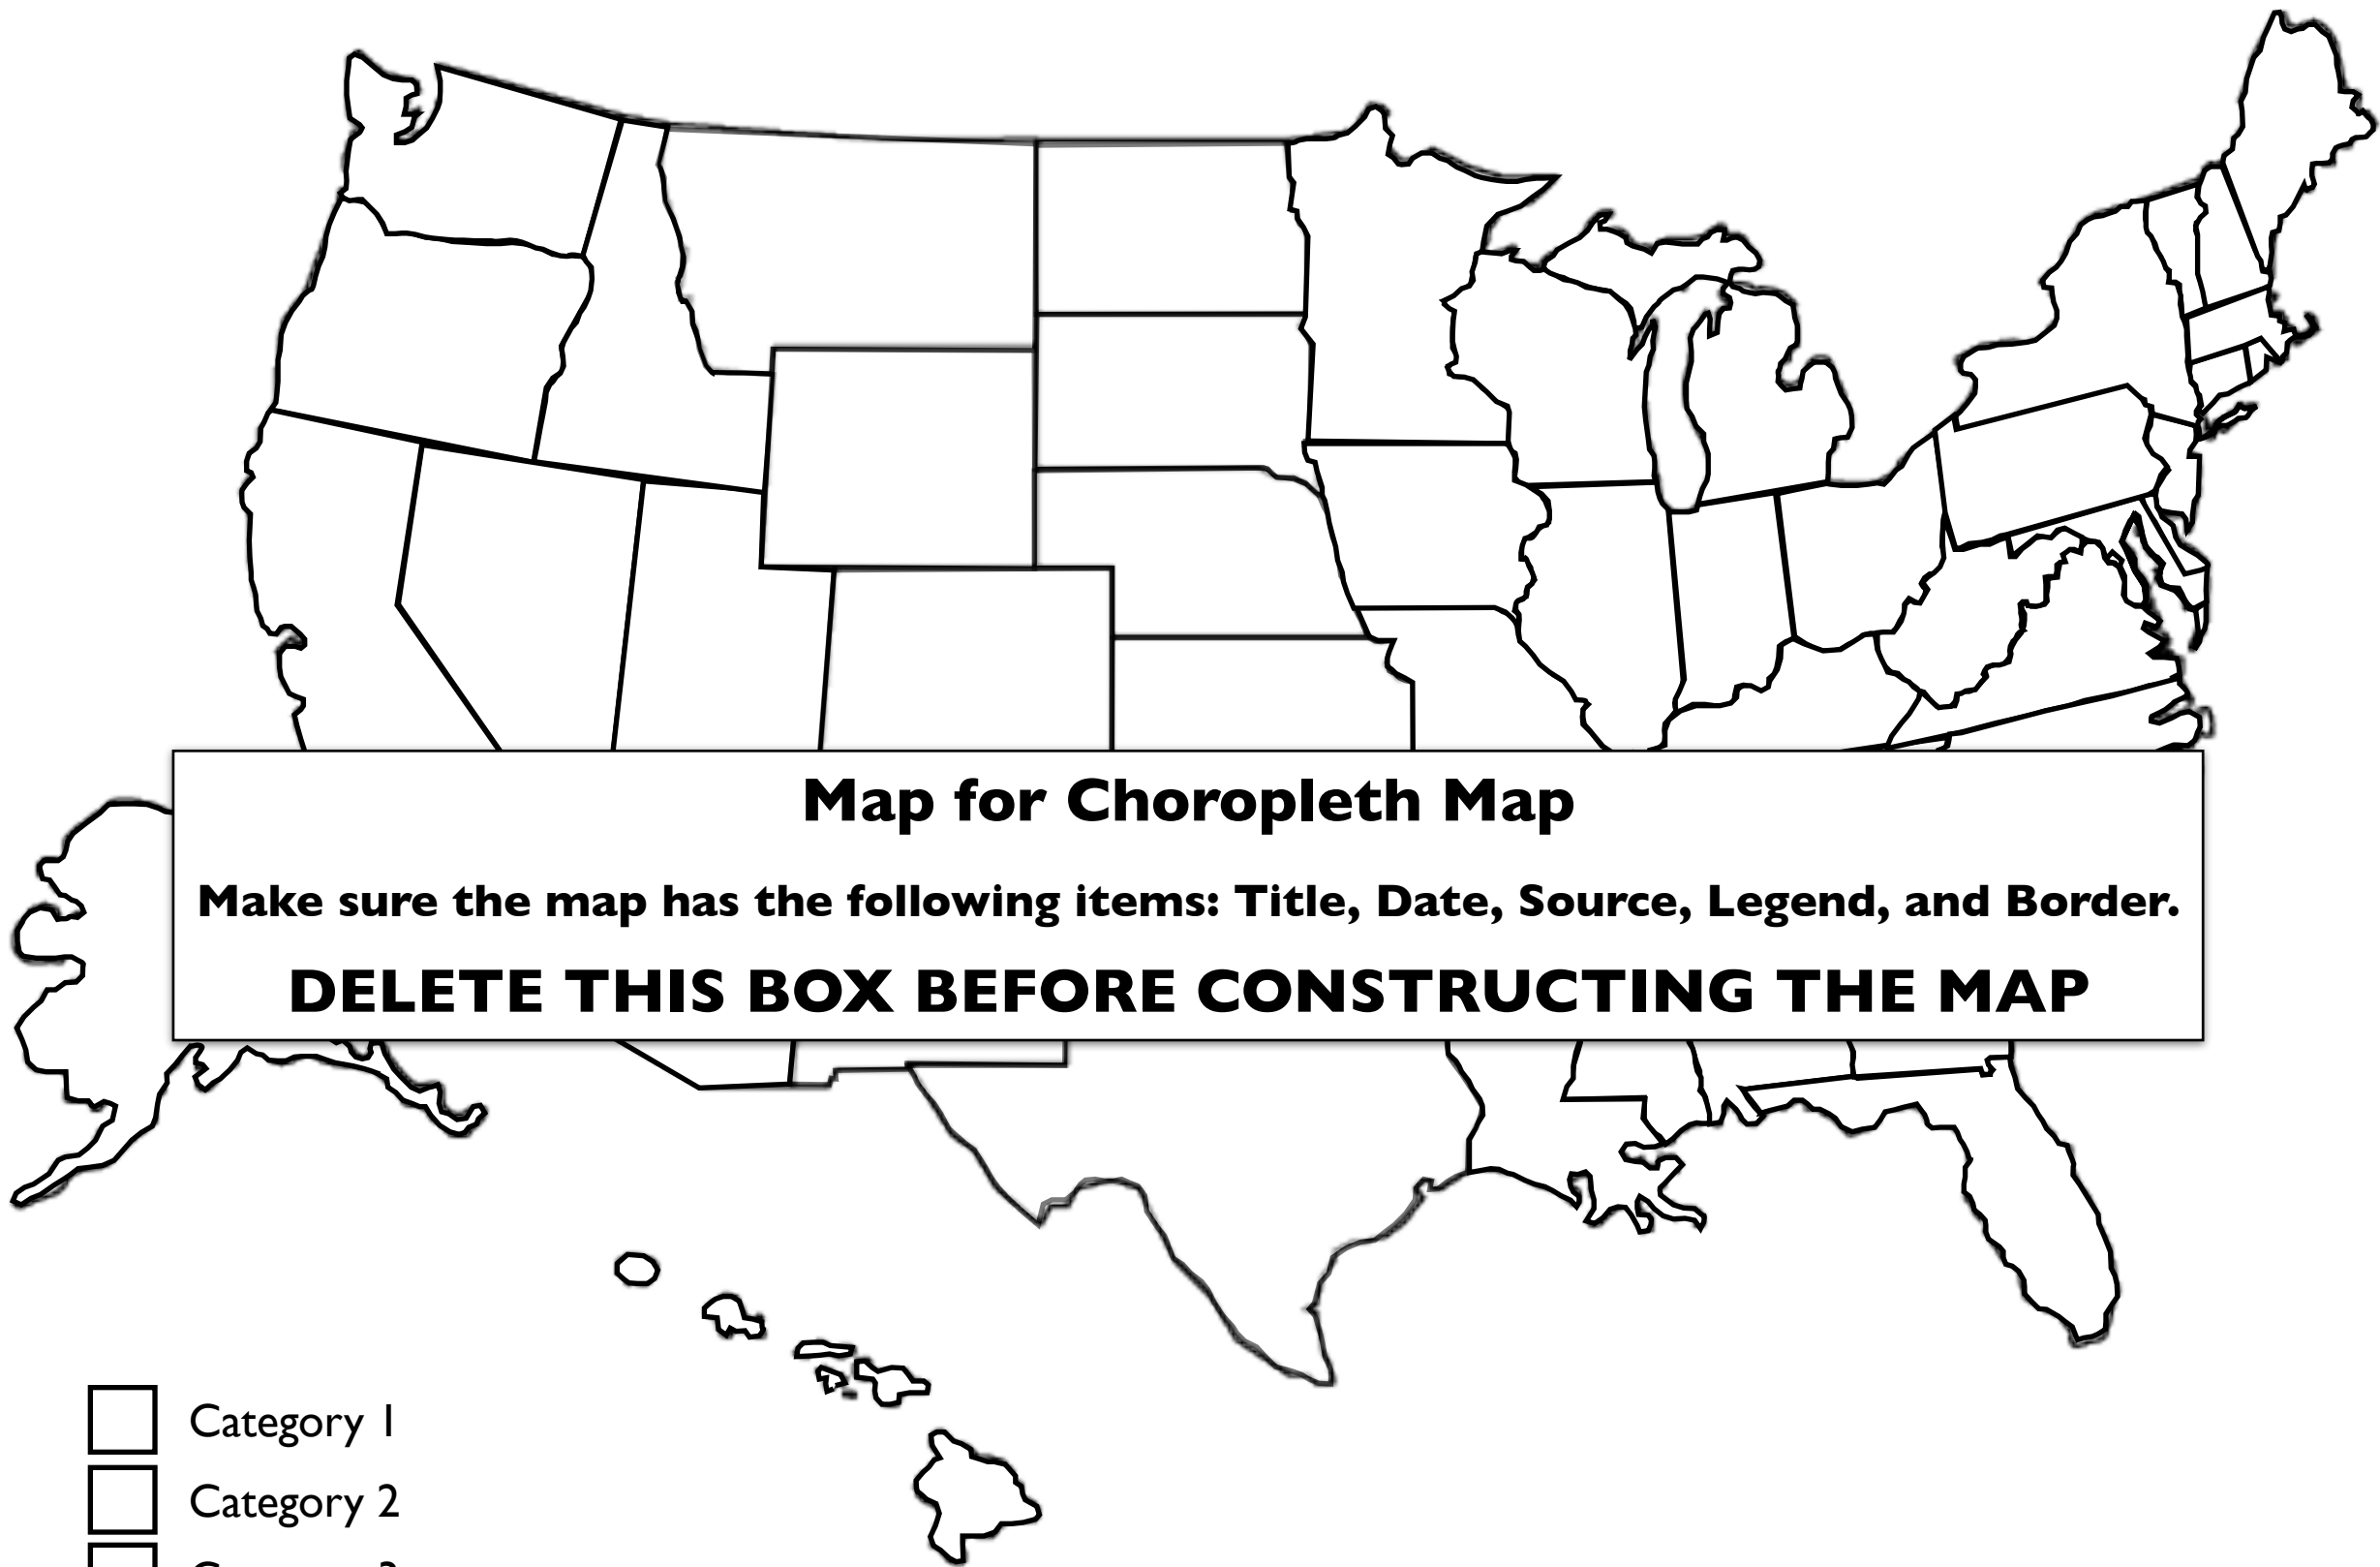 Map for Choropleth Map
Make sure the map has the following items: Title, Date, Source, Legend, and Border.
DELETE THIS BOX BEFORE CONSTRUCTING THE MAP
Category 1
Category 2